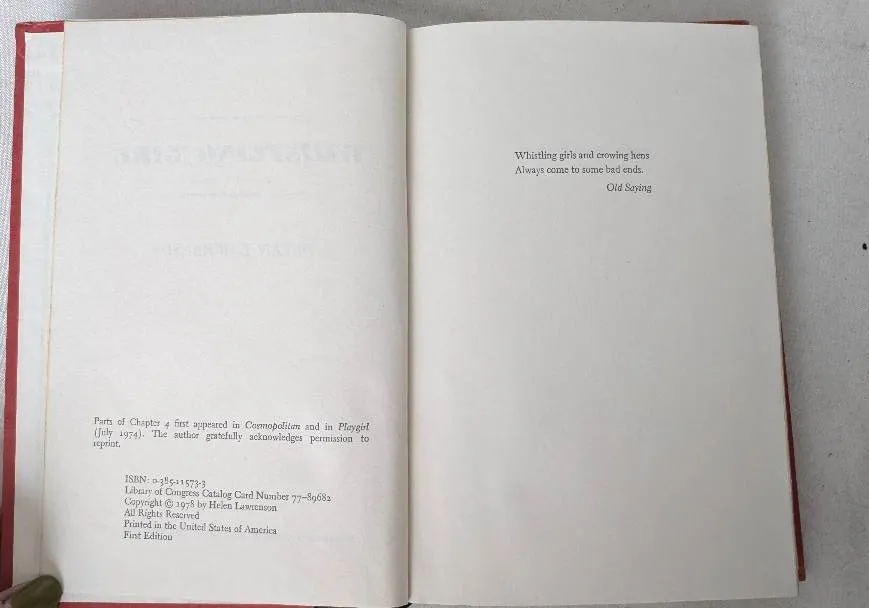 Parts of Chapter 4 first appeared in Cosmopolitan and in Playgirl
(July 1974). The author gratefully acknowledges permission to
reprint.
ISBN: 0-385-11573-3
Library of Congress Catalog Card Number 77–89682
Copyright © 1978 by Helen Lawrenson
All Rights Reserved
Printed in the United States of America
First Edition
Whistling girls and crowing hens
Always come to some bad ends.
Old Saying